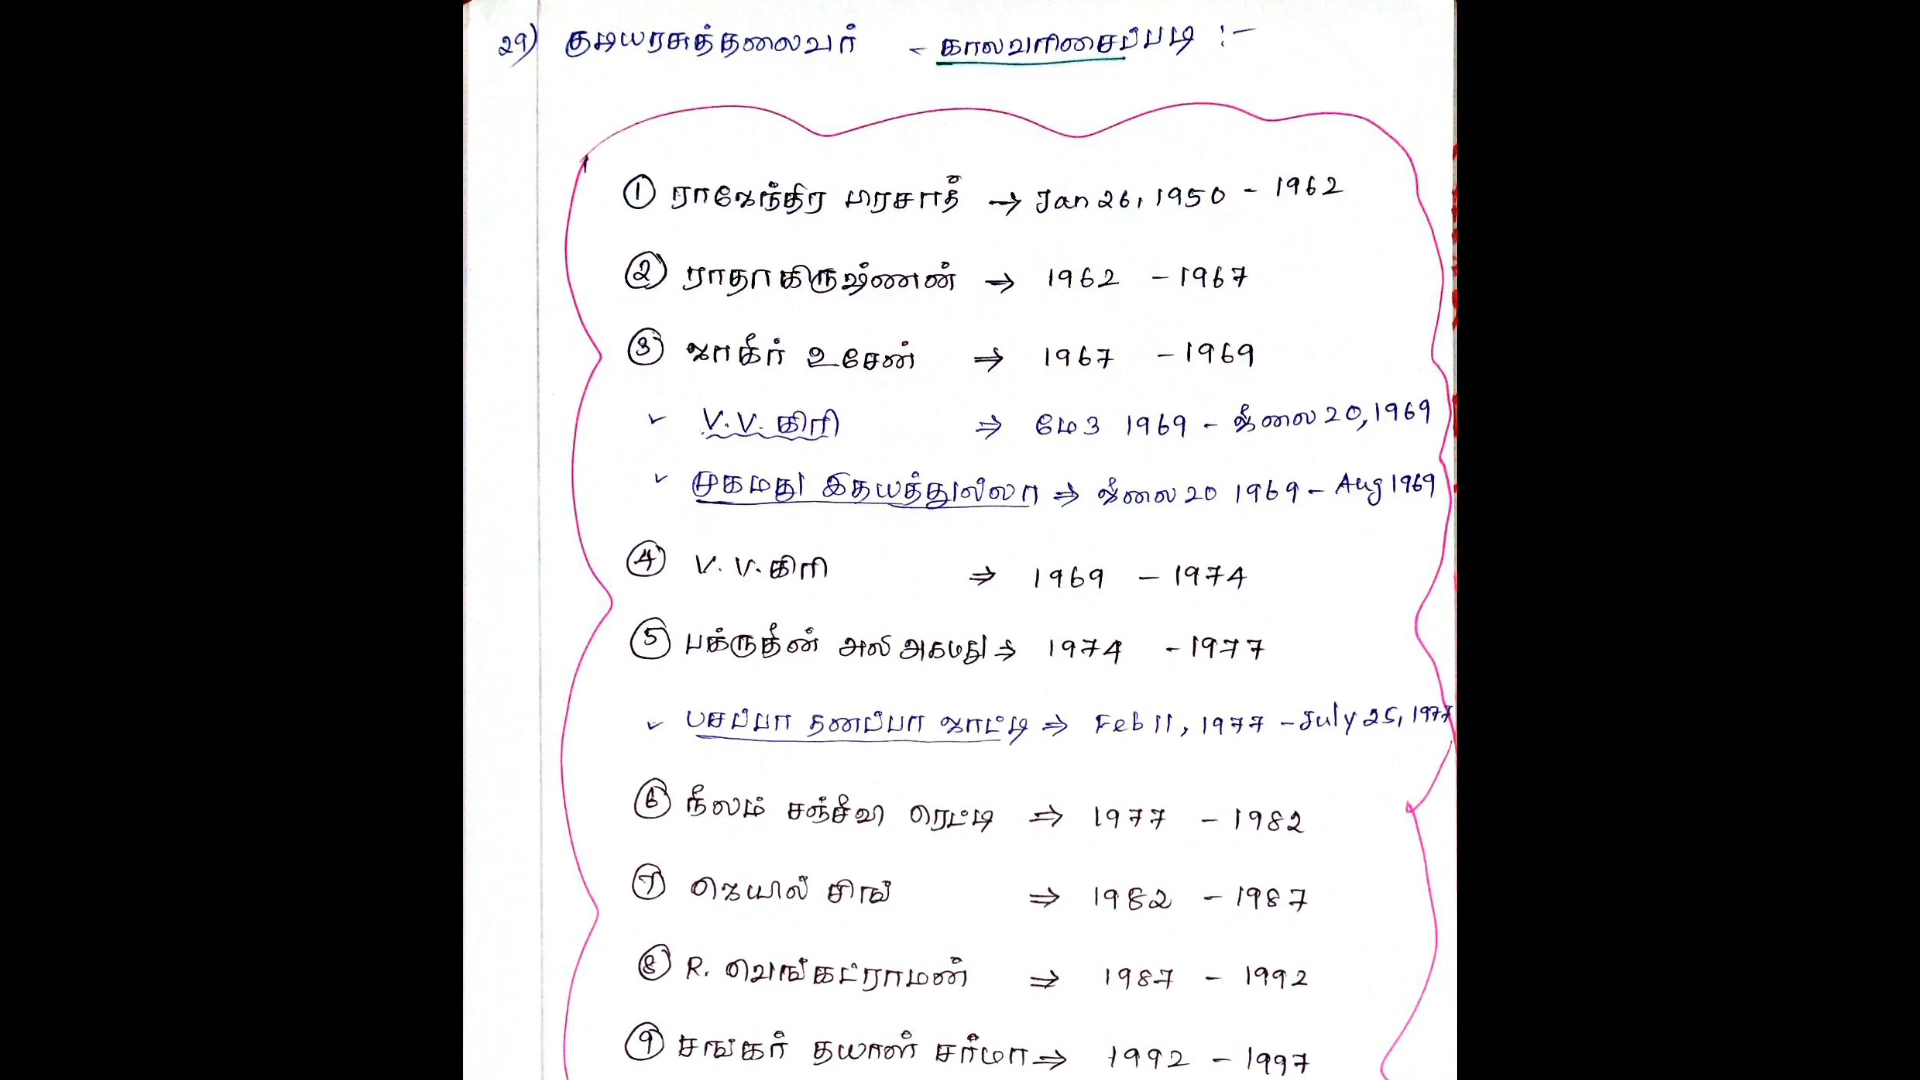 29) குடியரசுத்தலைவர் - காலவரிசைப்படி :-
① ராஜேந்திர பிரசாத் → Jan 26, 1950 - 1962
② ராதாகிருஷ்ணன் → 1962 - 1967
③ ஜாகீர் உசேன் ⇒ 1967 - 1969
✓ V.V.கிரி ⇒ மே 3 1969 - ஜீலை 20, 1969
✓ முகமது இதயத்துல்லா ⇒ ஜீலை 20 1969 - Aug 1969
④ V.V.கிரி ⇒ 1969 - 1974
⑤ பக்ருதீன் அலி அகமது ⇒ 1974 - 1977
✓ பசப்பா தனப்பா ஜாட்டி ⇒ Feb 11, 1977 - July 25, 1977
⑥ நீலம் சஞ்சீவி ரெட்டி ⇒ 1977 - 1982
⑦ ஜெயில் சிங் ⇒ 1982 - 1987
⑧ R. வெங்கட்ராமன் ⇒ 1987 - 1992
⑨ சங்கர் தயாள் சர்மா ⇒ 1992 - 1997